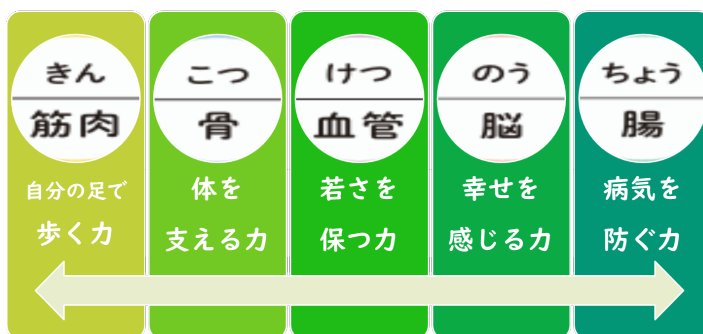 きん
筋肉
自分の足で
歩く力
こつ
骨
体を
支える力
けつ
血管
若さを
保つ力
のう
脳
幸せを
感じる力
ちょう
腸
病気を
防ぐ力